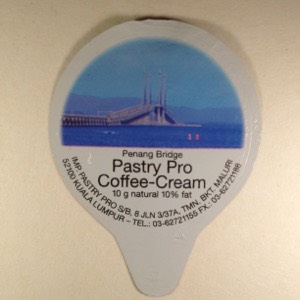 Penang Bridge
Pastry Pro
Coffee-Cream
10 g natural 10% fat
IMP. PASTRY PRO S/B, 8 JLN 3/37A, TMN. BKT. MALURI
52100 KUALA LUMPUR – TEL.: 03-62721155 FX.: 03-62721188